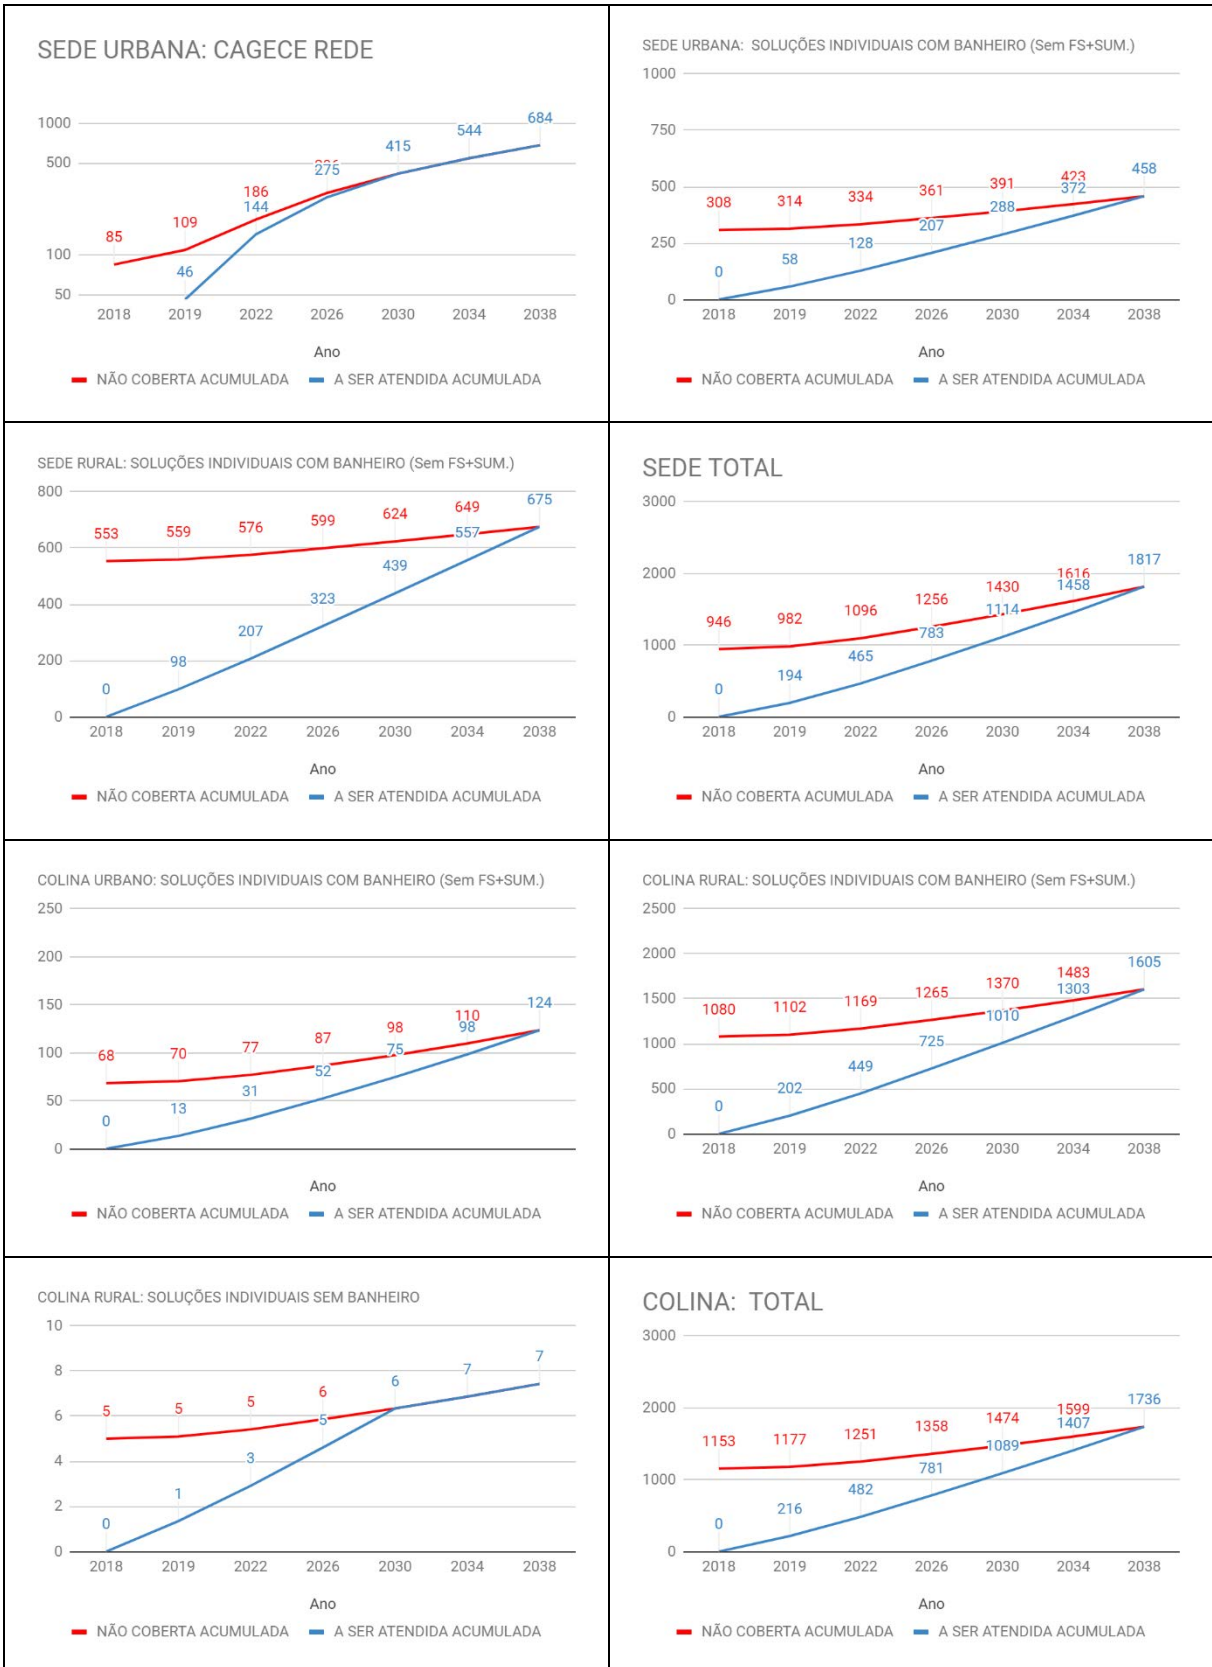 SEDE URBANA: CAGECE REDE
1000
500
100
50
85
109
186
46
144
275
415
544
684
2018 2019 2022 2026 2030 2034 2038
Ano
NÃO COBERTA ACUMULADA A SER ATENDIDA ACUMULADA
SEDE URBANA: SOLUÇÕES INDIVIDUAIS COM BANHEIRO (Sem FS+SUM.)
1000
750
500
250
0
308 314 334 361 391 423
0 58 128 207 288 372 458
2018 2019 2022 2026 2030 2034 2038
Ano
NÃO COBERTA ACUMULADA A SER ATENDIDA ACUMULADA
SEDE RURAL: SOLUÇÕES INDIVIDUAIS COM BANHEIRO (Sem FS+SUM.)
800
600
400
200
0
553 559 576 599 624 649
0 98 207 323 439 557 675
2018 2019 2022 2026 2030 2034 2038
Ano
NÃO COBERTA ACUMULADA A SER ATENDIDA ACUMULADA
SEDE TOTAL
3000
2000
1000
0
946 982 1096 1256 1430 1616
0 194 465 783 1114 1458 1817
2018 2019 2022 2026 2030 2034 2038
Ano
NÃO COBERTA ACUMULADA A SER ATENDIDA ACUMULADA
COLINA URBANO: SOLUÇÕES INDIVIDUAIS COM BANHEIRO (Sem FS+SUM.)
250
200
150
100
50
0
68 70 77 87 98 110
0 13 31 52 75 98 124
Ano
NÃO COBERTA ACUMULADA A SER ATENDIDA ACUMULADA
COLINA RURAL: SOLUÇÕES INDIVIDUAIS COM BANHEIRO (Sem FS+SUM.)
2500
2000
1500
1000
500
0
1080 1102 1169 1265 1370 1483
0 202 449 725 1010 1303 1605
2018 2019 2022 2026 2030 2034 2038
Ano
NÃO COBERTA ACUMULADA A SER ATENDIDA ACUMULADA
COLINA RURAL: SOLUÇÕES INDIVIDUAIS SEM BANHEIRO
10
8
6
4
2
0
5 5 5 6
0 1 3 5 6 7 7
2018 2019 2022 2026 2030 2034 2038
Ano
NÃO COBERTA ACUMULADA A SER ATENDIDA ACUMULADA
COLINA: TOTAL
3000
2000
1000
0
1153 1177 1251 1358 1474 1599
0 216 482 781 1089 1407 1736
2018 2019 2022 2026 2030 2034 2038
Ano
NÃO COBERTA ACUMULADA A SER ATENDIDA ACUMULADA